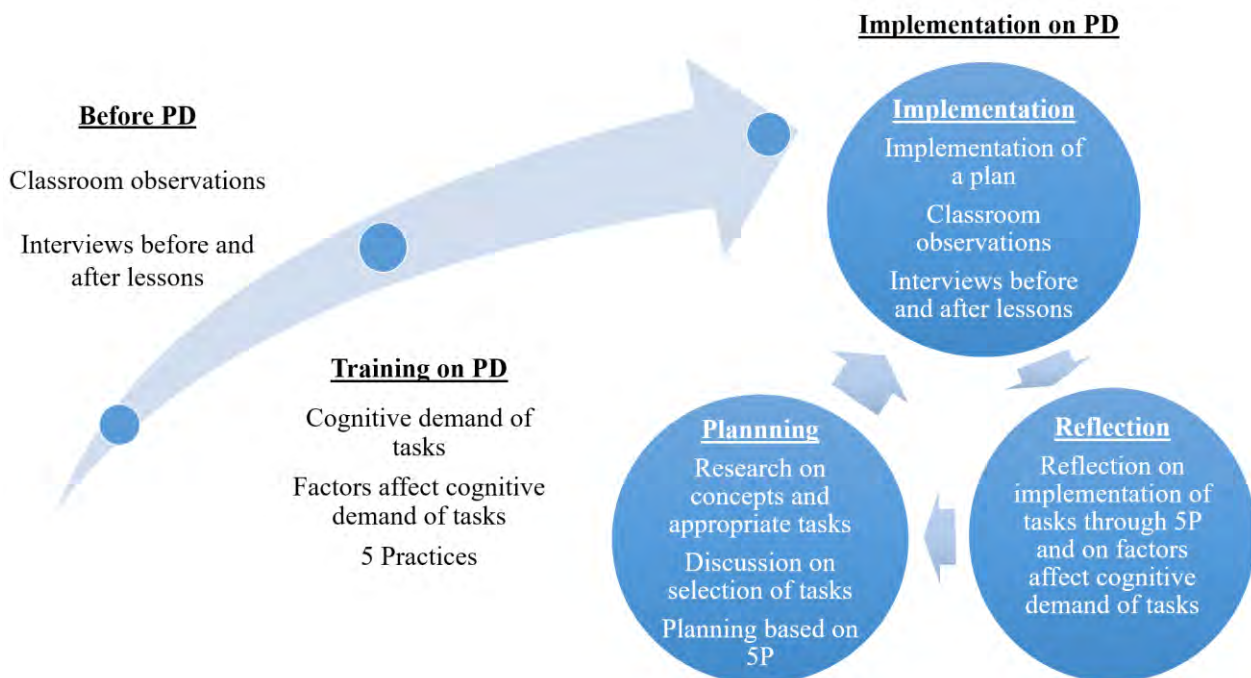 Before PD
Classroom observations
Interviews before and
after lessons
Training on PD
Cognitive demand of
tasks
Factors affect cognitive
demand of tasks
5 Practices
Implementation on PD
Implementation
Implementation of
a plan
Classroom
observations
Interviews before
and after lessons
Plannning
Research on
concepts and
appropriate tasks
Discussion on
selection of tasks
Planning based on
5P
Reflection
Reflection on
implementation of
tasks through 5P
and on factors
affect cognitive
demand of tasks